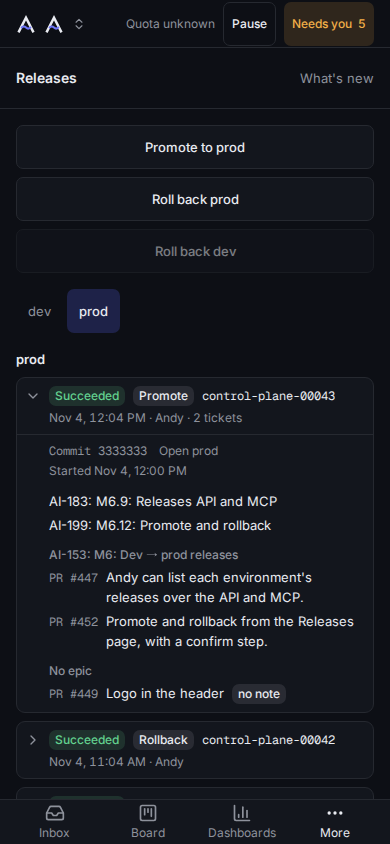 Quota unknown
Pause
Needs you 5
Releases
What's new
Promote to prod
Roll back prod
Roll back dev
dev
prod
prod
Succeeded Promote control-plane-00043
Nov 4, 12:04 PM · Andy · 2 tickets
Commit 3333333 Open prod
Started Nov 4, 12:00 PM
AI-183: M6.9: Releases API and MCP
AI-199: M6.12: Promote and rollback
AI-153: M6: Dev → prod releases
PR #447 Andy can list each environment's
releases over the API and MCP.
PR #452 Promote and rollback from the Releases
page, with a confirm step.
No epic
PR #449 Logo in the header no note
Succeeded Rollback control-plane-00042
Nov 4, 11:04 AM · Andy
Inbox
Board
Dashboards
More